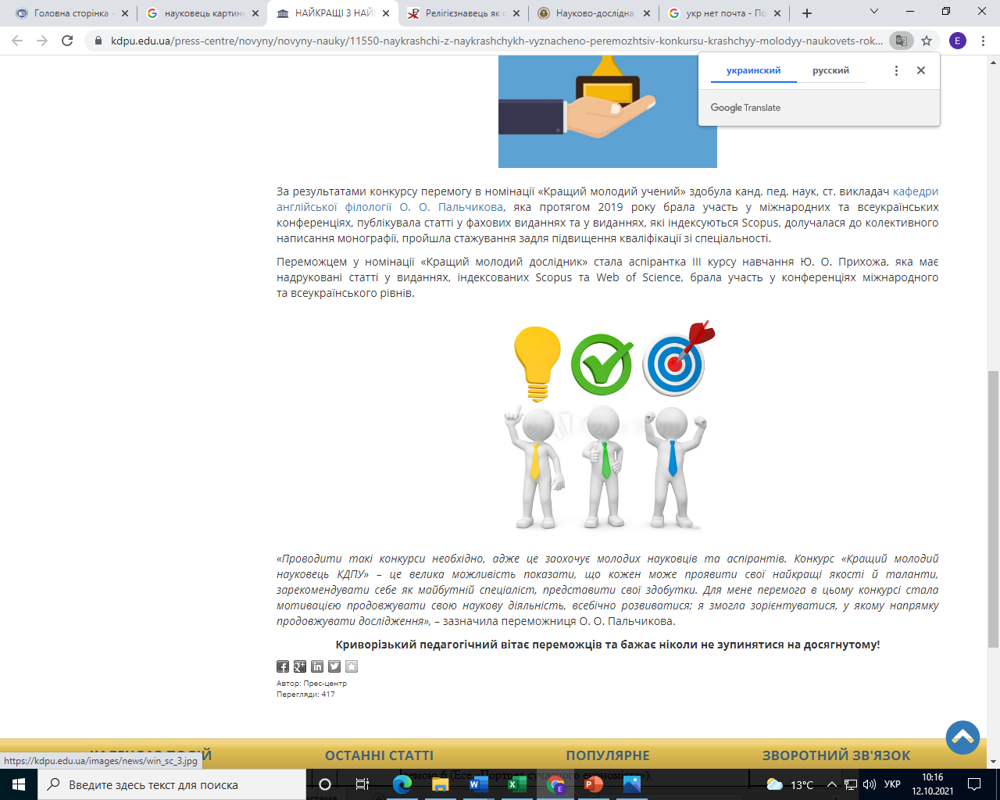 Головна сторінка
науковець картин
НАЙКРАЩІ З НАЙ
Релігієзнавець як с
Науково-дослідна
укр нет почта - По
kdpu.edu.ua/press-centre/novyny/novyny-nauky/11550-naykrashchi-z-naykrashchykh-vyznacheno-peremozhtsiv-konkursu-krashchyy-molodyy-naukovets-rok...
E
украинский русский
Google Translate
За результатами конкурсу перемогу в номінації «Кращий молодий учений» здобула канд. пед. наук, ст. викладач кафедри
англійської філології О. О. Пальчикова, яка протягом 2019 року брала участь у міжнародних та всеукраїнських
конференціях, публікувала статті у фахових виданнях та у виданнях, які індексуються Scopus, долучалася до колективного
написання монографії, пройшла стажування задля підвищення кваліфікації зі спеціальності.
Переможцем у номінації «Кращий молодий дослідник» стала аспірантка ІІІ курсу навчання Ю. О. Прихожа, яка має
надруковані статті у виданнях, індексованих Scopus та Web of Science, брала участь у конференціях міжнародного
та всеукраїнського рівнів.
«Проводити такі конкурси необхідно, адже це заохочує молодих науковців та аспірантів. Конкурс «Кращий молодий
науковець КДПУ» – це велика можливість показати, що кожен може проявити свої найкращі якості й таланти,
зарекомендувати себе як майбутній спеціаліст, представити свої здобутки. Для мене перемога в цьому конкурсі стала
мотивацією продовжувати свою наукову діяльність, всебічно розвиватися; я змогла зорієнтуватися, у якому напрямку
продовжувати дослідження», – зазначила переможниця О. О. Пальчикова.
Криворізький педагогічний вітає переможців та бажає ніколи не зупинятися на досягнутому!
Автор: Прес-центр
Перегляди: 417
ОСТАННІ СТАТТІ
ПОПУЛЯРНЕ
ЗВОРОТНИЙ ЗВ'ЯЗОК
https://kdpu.edu.ua/images/news/win_sc_3.jpg
Введите здесь текст для поиска
13°C
УКР
10:16
12.10.2021